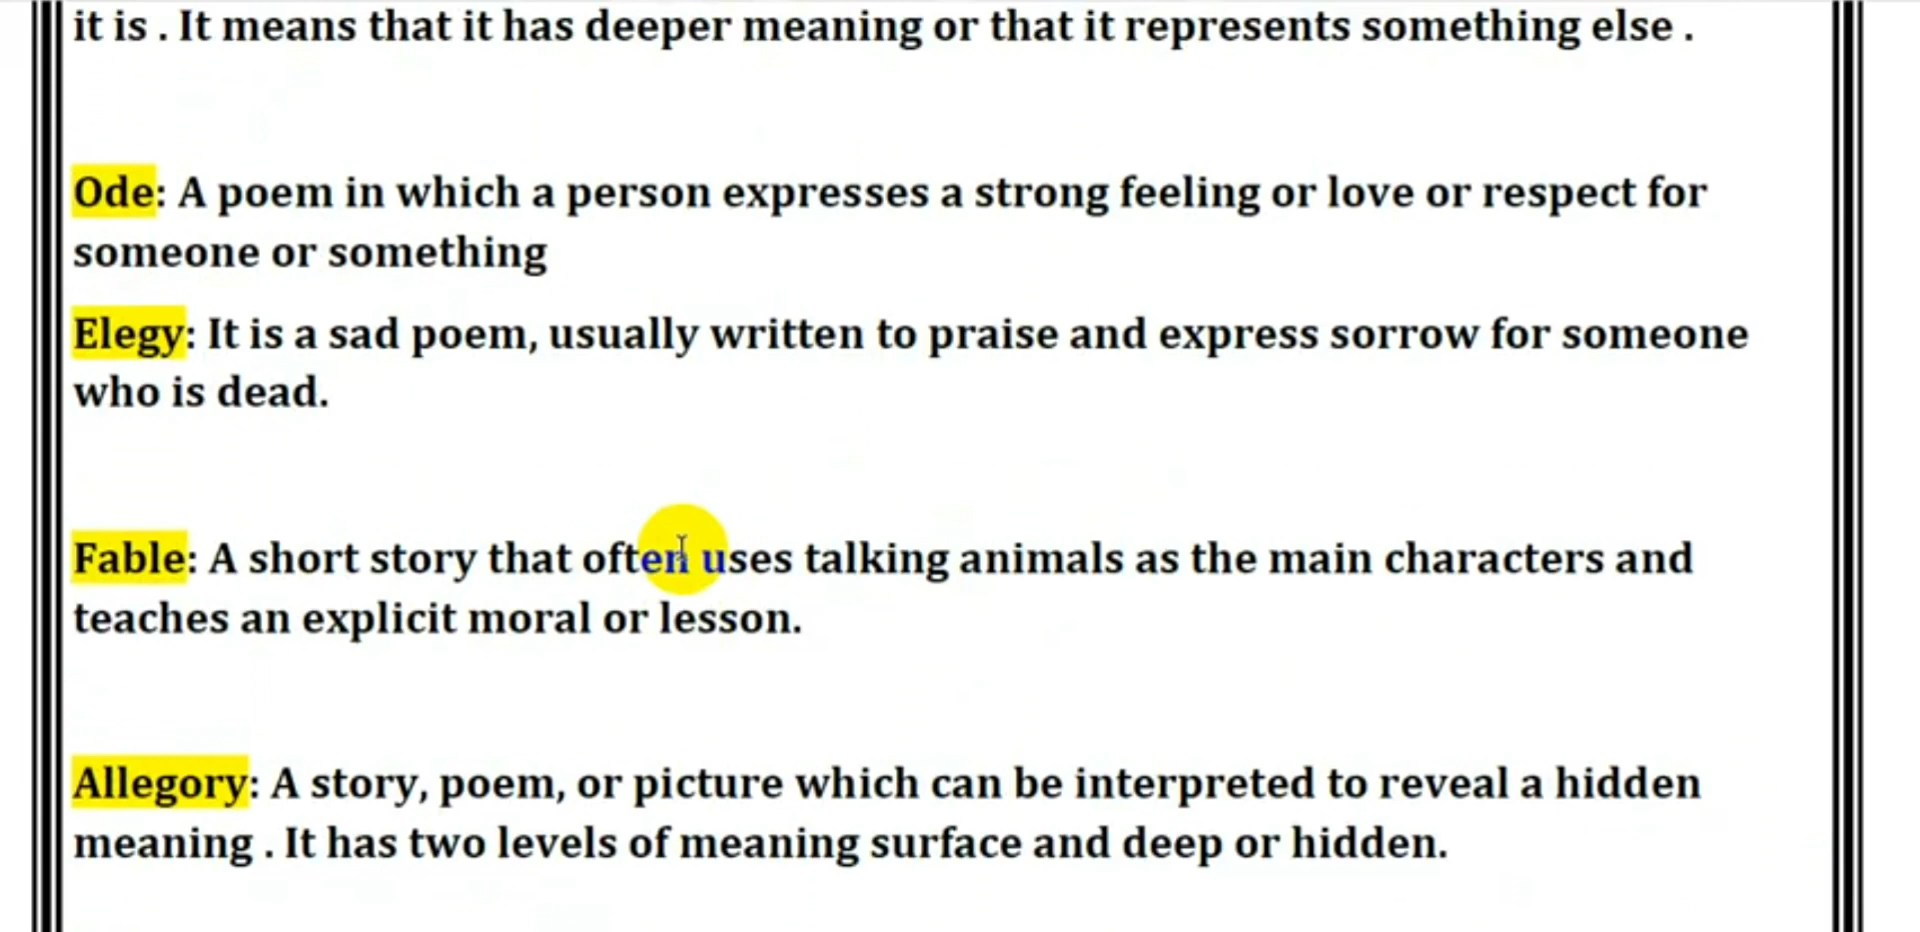 it is . It means that it has deeper meaning or that it represents something else .
Ode: A poem in which a person expresses a strong feeling or love or respect for
someone or something
Elegy: It is a sad poem, usually written to praise and express sorrow for someone
who is dead.
Fable: A short story that often uses talking animals as the main characters and
teaches an explicit moral or lesson.
Allegory: A story, poem, or picture which can be interpreted to reveal a hidden
meaning . It has two levels of meaning surface and deep or hidden.